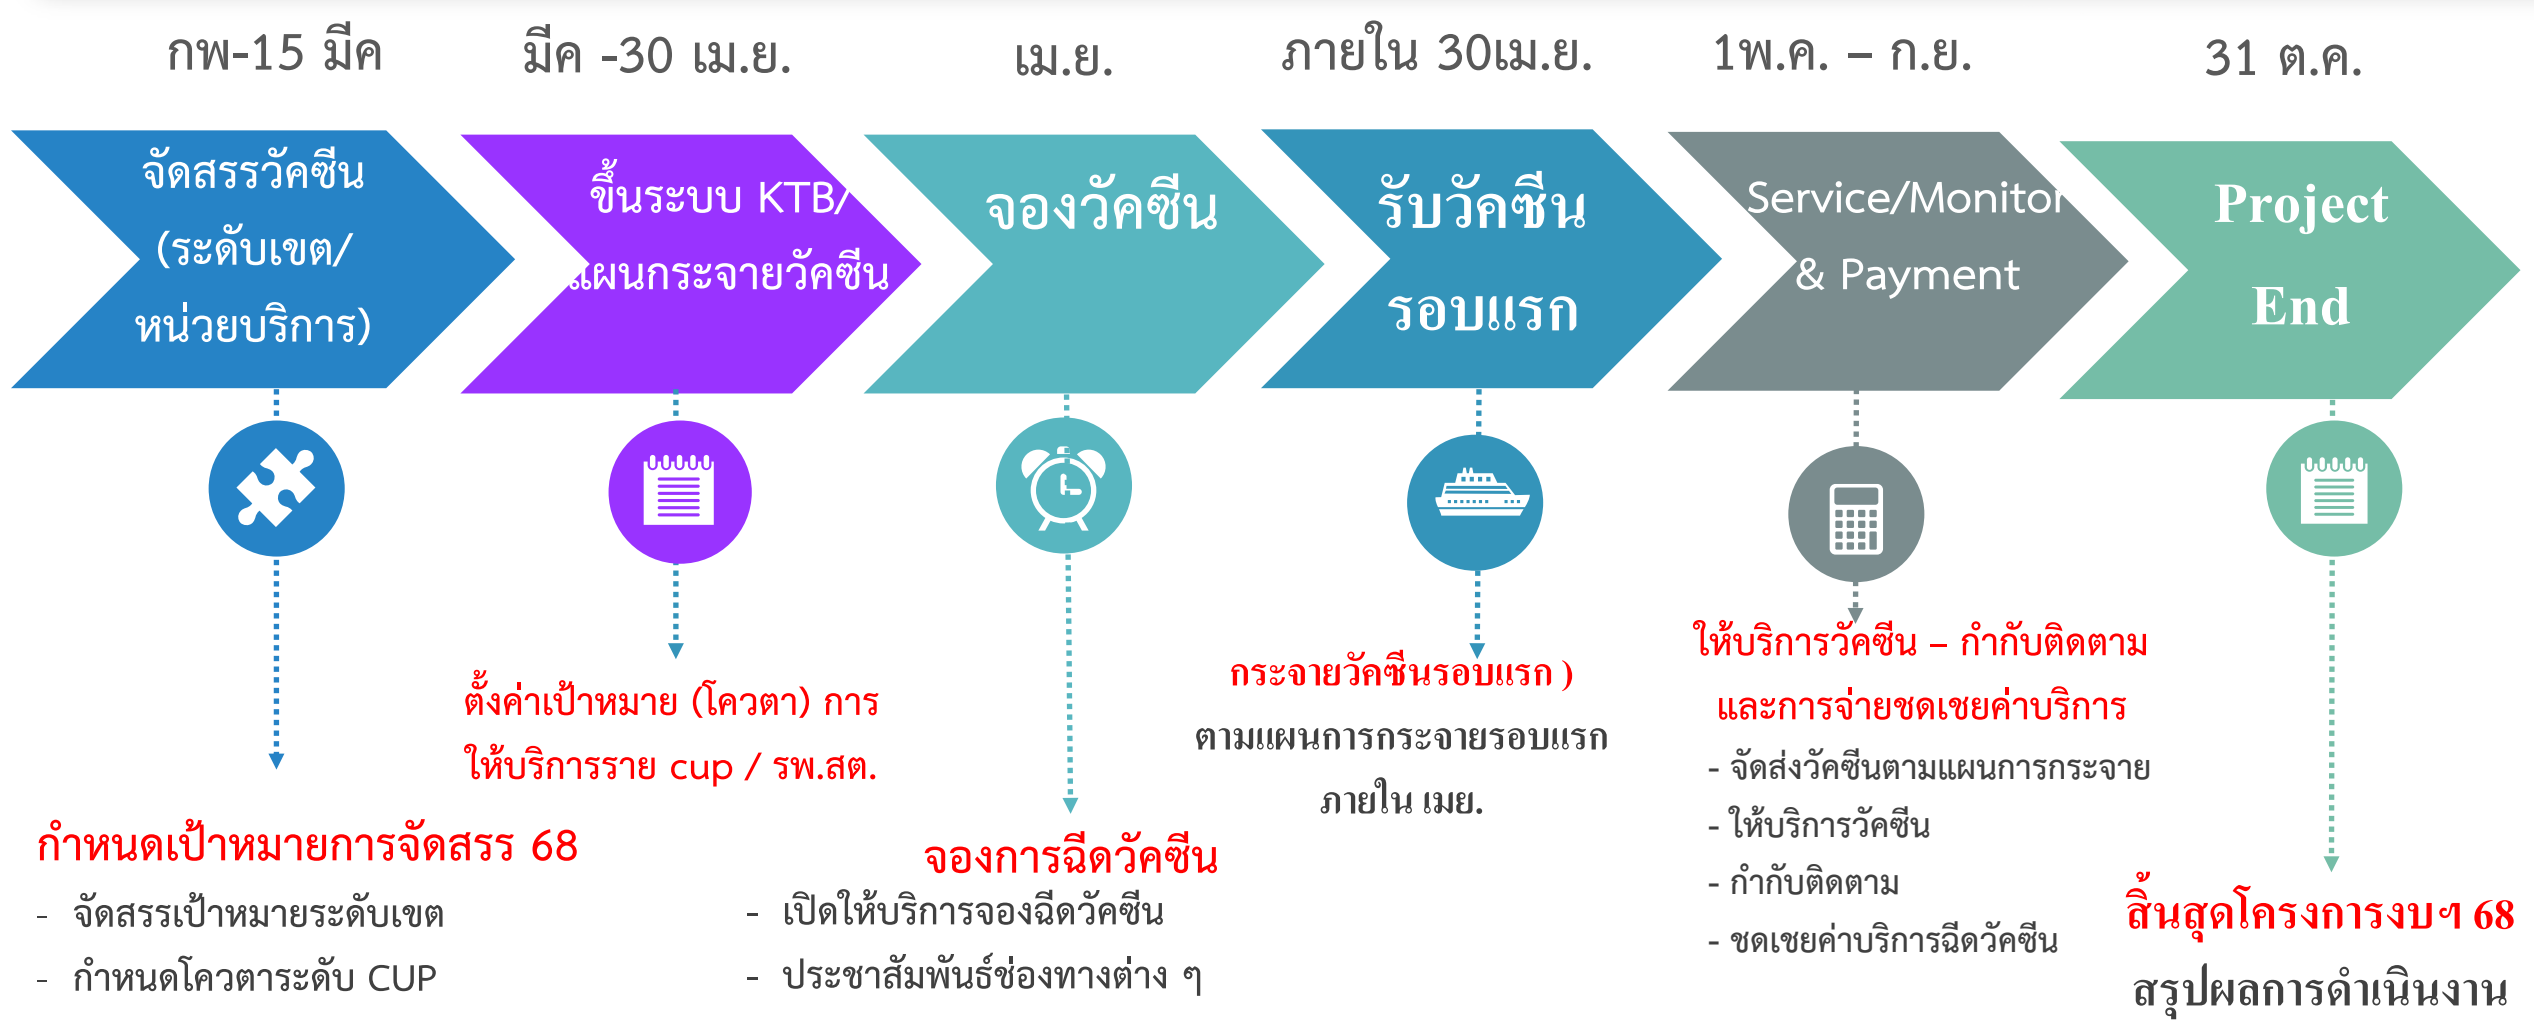 กพ-15 มีค
มีค -30 เม.ย.
เม.ย.
ภายใน 30เม.ย.
1พ.ค. – ก.ย.
31 ต.ค.
จัดสรรวัคซีน
(ระดับเขต/
หน่วยบริการ)
ขึ้นระบบ KTB/
แผนกระจายวัคซีน
จองวัคซีน
รับวัคซีน
รอบแรก
Service/Monitor
& Payment
Project
End
กำหนดเป้าหมายการจัดสรร 68
- จัดสรรเป้าหมายระดับเขต
- กำหนดโควตาระดับ CUP
ตั้งค่าเป้าหมาย (โควตา) การ
ให้บริการราย cup / รพ.สต.
จองการฉีดวัคซีน
- เปิดให้บริการจองฉีดวัคซีน
- ประชาสัมพันธ์ช่องทางต่าง ๆ
กระจายวัคซีนรอบแรก )
ตามแผนการกระจายรอบแรก
ภายใน เมย.
ให้บริการวัคซีน – กำกับติดตาม
และการจ่ายชดเชยค่าบริการ
- จัดส่งวัคซีนตามแผนการกระจาย
- ให้บริการวัคซีน
- กำกับติดตาม
- ชดเชยค่าบริการฉีดวัคซีน
สิ้นสุดโครงการงบฯ 68
สรุปผลการดำเนินงาน